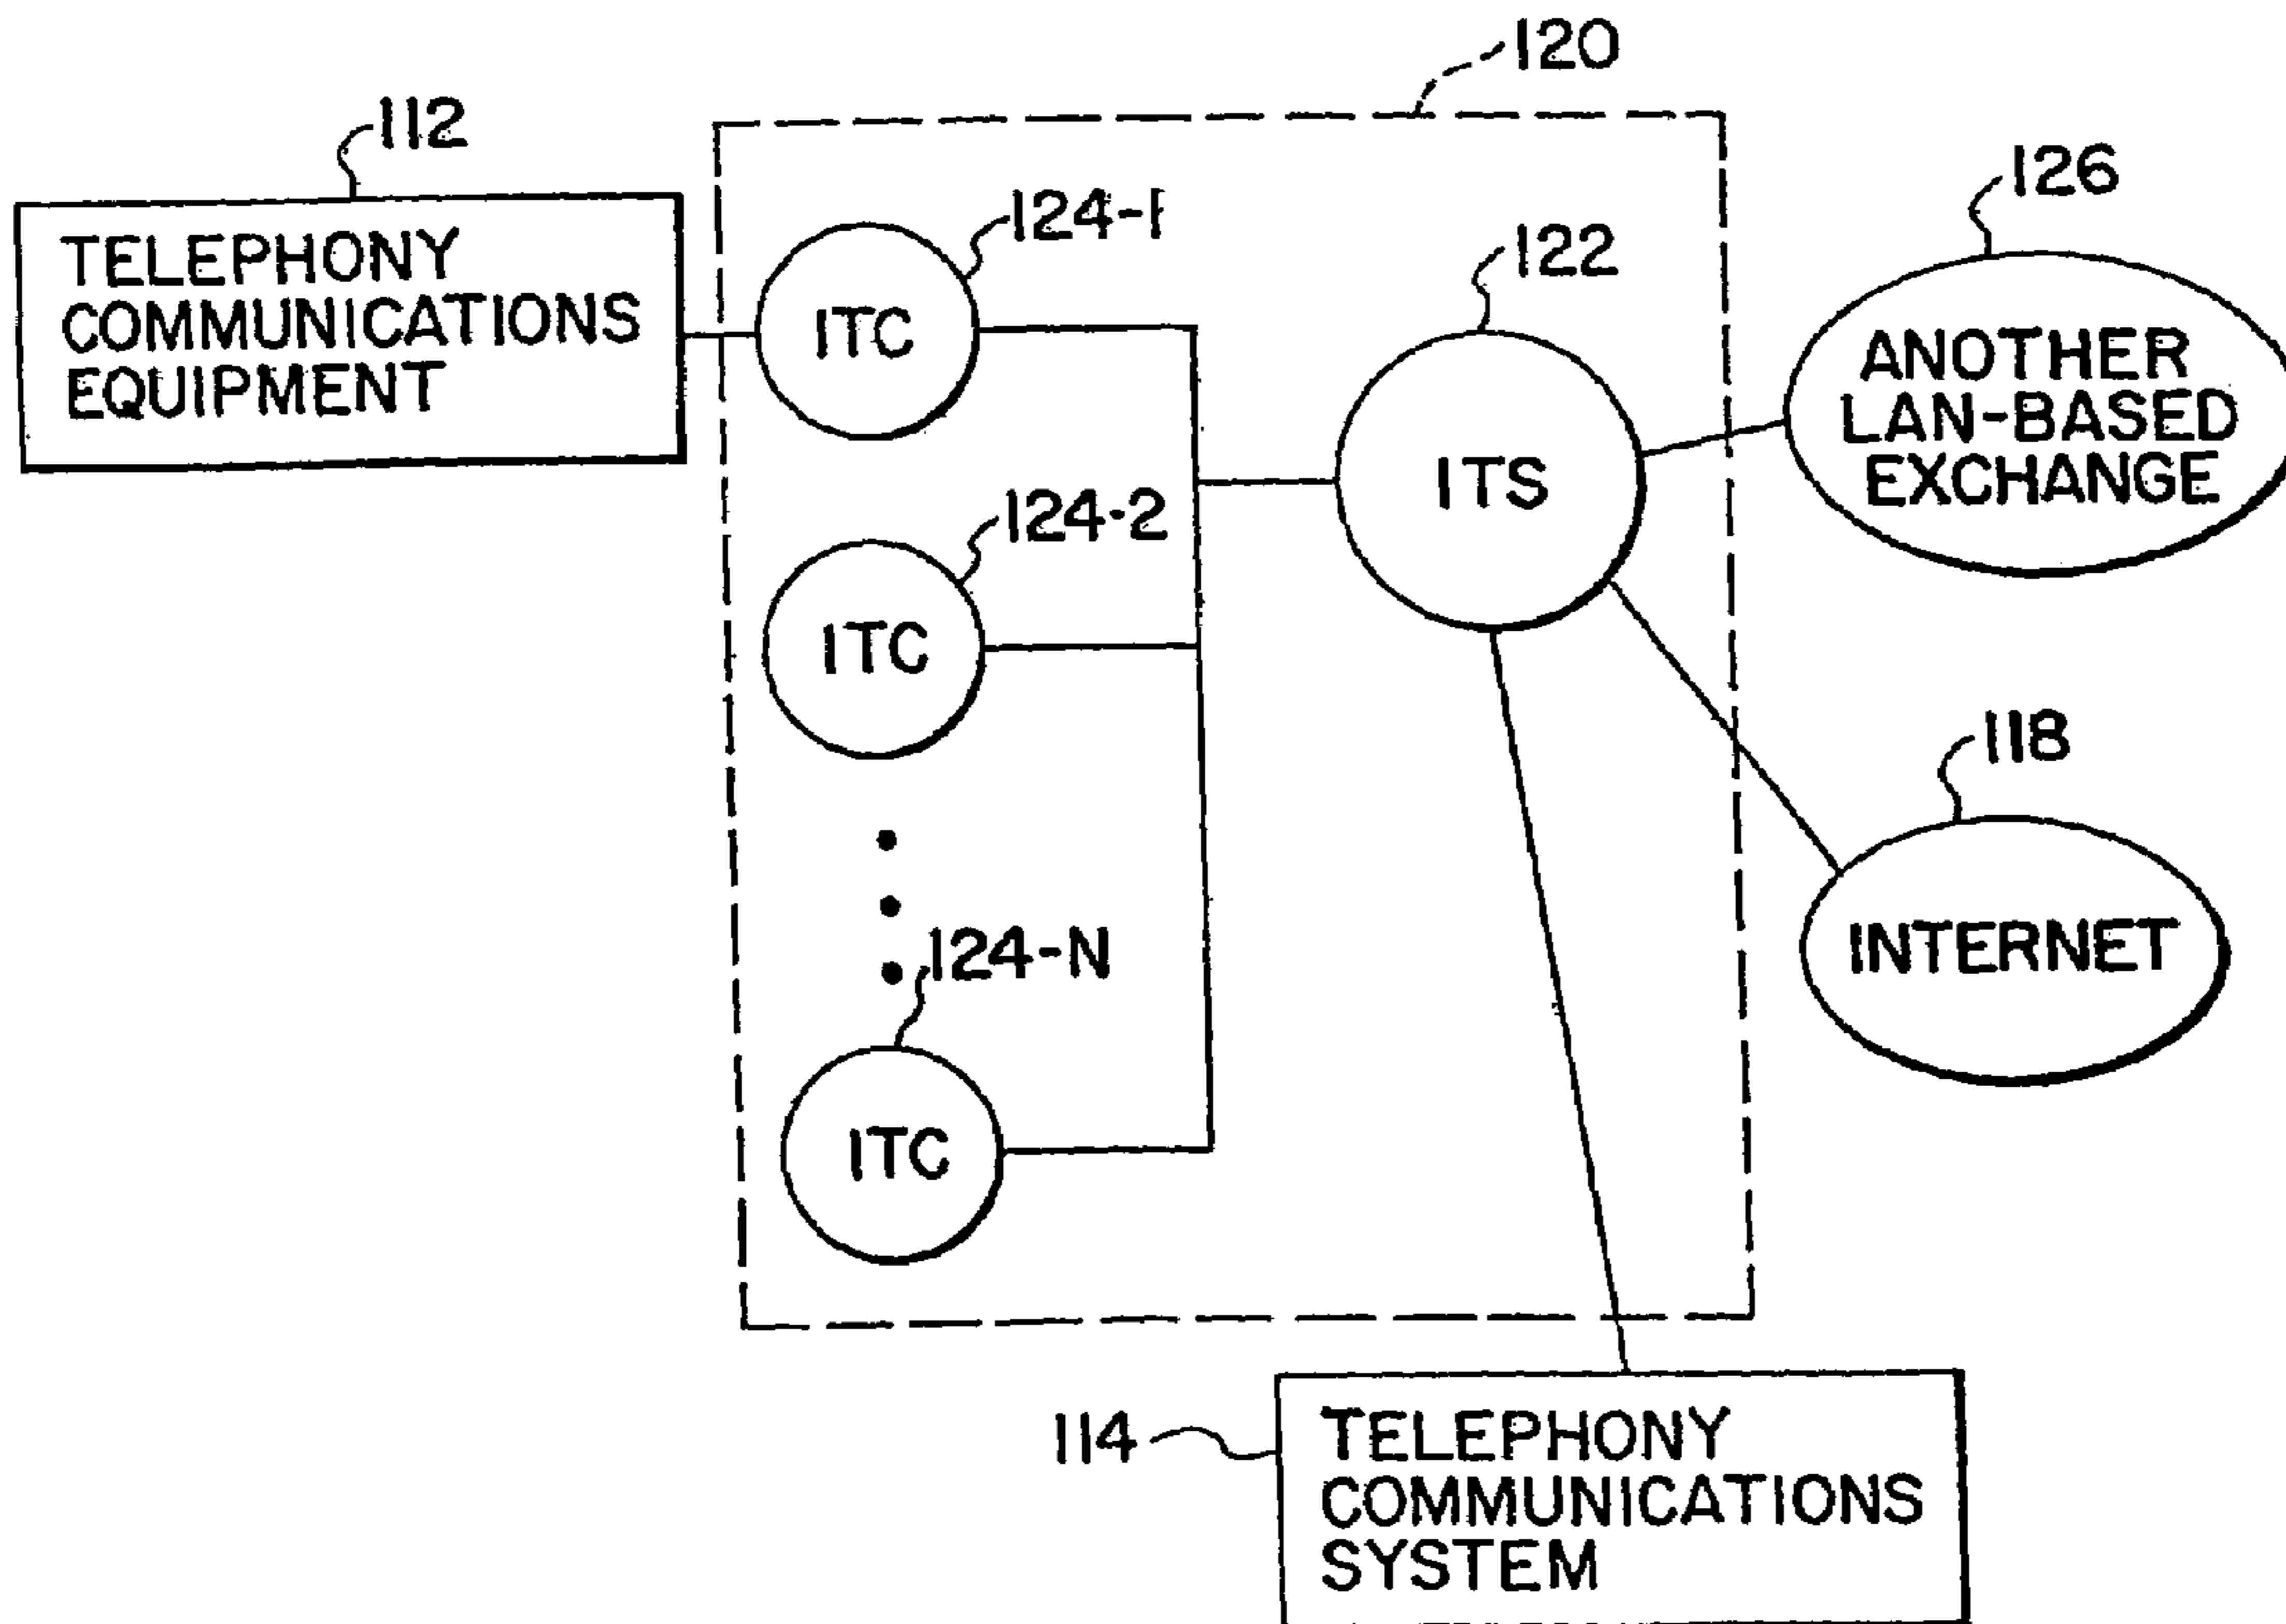 120
112
TELEPHONY
COMMUNICATIONS
EQUIPMENT
124-1
ITC
122
ITS
126
ANOTHER
LAN-BASED
EXCHANGE
124-2
ITC
118
INTERNET
124-N
ITC
114
TELEPHONY
COMMUNICATIONS
SYSTEM